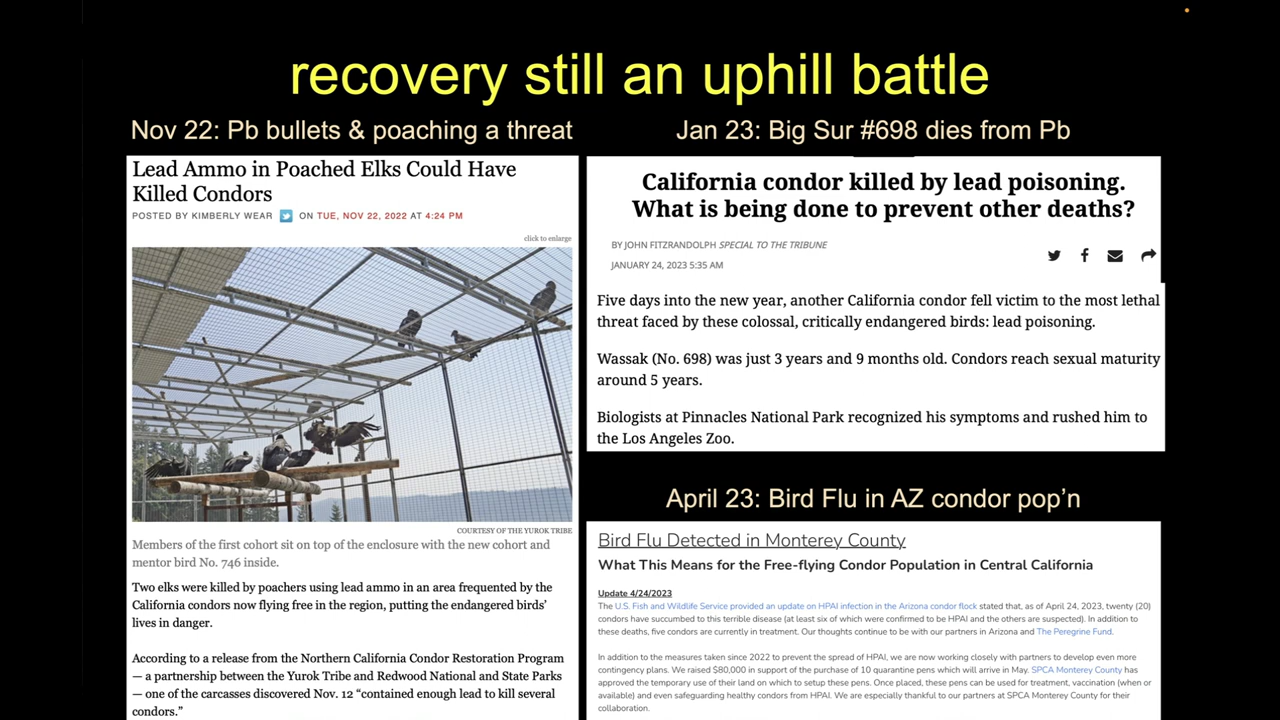 recovery still an uphill battle
Nov 22: Pb bullets & poaching a threat
Lead Ammo in Poached Elks Could Have
Killed Condors
POSTED BY KIMBERLY WEAR ON TUE, NOV 22, 2022 AT 4:24 PM
click to enlarge
COURTESY OF THE YUROK TRIBE
Members of the first cohort sit on top of the enclosure with the new cohort and
mentor bird No. 746 inside.
Two elks were killed by poachers using lead ammo in an area frequented by the
California condors now flying free in the region, putting the endangered birds'
lives in danger.
According to a release from the Northern California Condor Restoration Program
— a partnership between the Yurok Tribe and Redwood National and State Parks
— one of the carcasses discovered Nov. 12 “contained enough lead to kill several
condors.”
Jan 23: Big Sur #698 dies from Pb
California condor killed by lead poisoning.
What is being done to prevent other deaths?
BY JOHN FITZRANDOLPH SPECIAL TO THE TRIBUNE
JANUARY 24, 2023 5:35 AM
Five days into the new year, another California condor fell victim to the most lethal
threat faced by these colossal, critically endangered birds: lead poisoning.
Wassak (No. 698) was just 3 years and 9 months old. Condors reach sexual maturity
around 5 years.
Biologists at Pinnacles National Park recognized his symptoms and rushed him to
the Los Angeles Zoo.
April 23: Bird Flu in AZ condor pop’n
Bird Flu Detected in Monterey County
What This Means for the Free-flying Condor Population in Central California
Update 4/24/2023
The U.S. Fish and Wildlife Service provided an update on HPAI infection in the Arizona condor flock stated that, as of April 24, 2023, twenty (20)
condors have succumbed to this terrible disease (at least six of which were confirmed to be HPAI and the others are suspected). In addition to
these deaths, five condors are currently in treatment. Our thoughts continue to be with our partners in Arizona and The Peregrine Fund.
In addition to the measures taken since 2022 to prevent the spread of HPAI, we are now working closely with partners to develop even more
contingency plans. We raised $80,000 in support of the purchase of 10 quarantine pens which will arrive in May. SPCA Monterey County has
approved the temporary use of their land on which to setup these pens. Once placed, these pens can be used for treatment, vaccination (when or
available) and even safeguarding healthy condors from HPAI. We are especially thankful to our partners at SPCA Monterey County for their
collaboration.